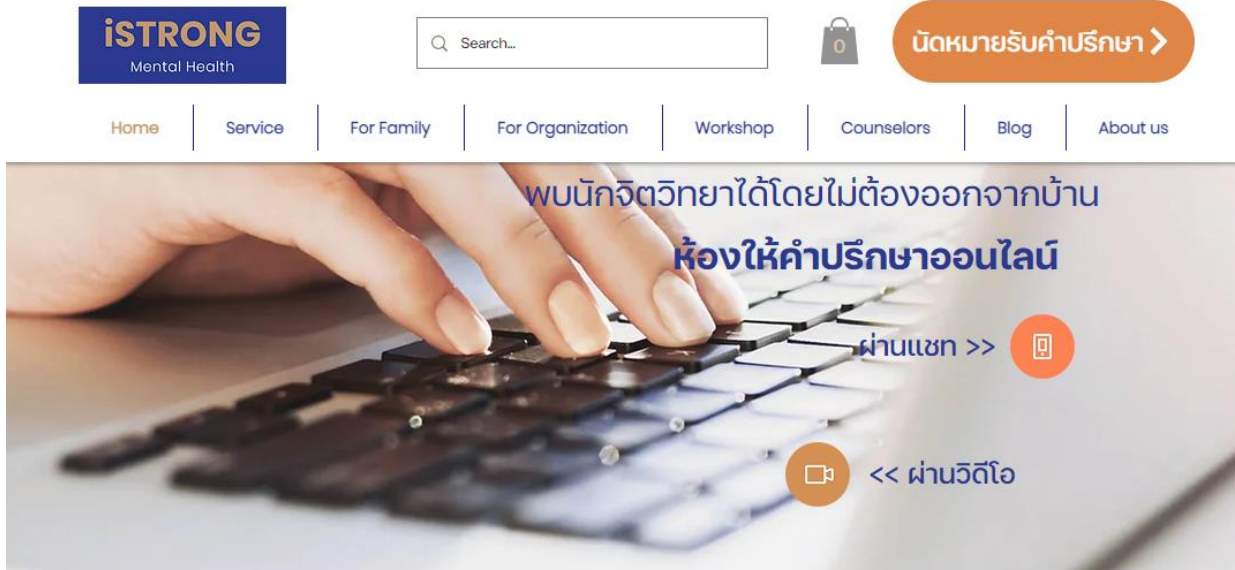 iSTRONG
Mental Health
Search...
0
นัดหมายรับคำปรึกษา
Home
Service
For Family
For Organization
Workshop
Counselors
Blog
About us
พบนักจิตวิทยาได้โดยไม่ต้องออกจากบ้าน
ห้องให้คำปรึกษาออนไลน์
ผ่านแชท >>
<< ผ่านวิดีโอ